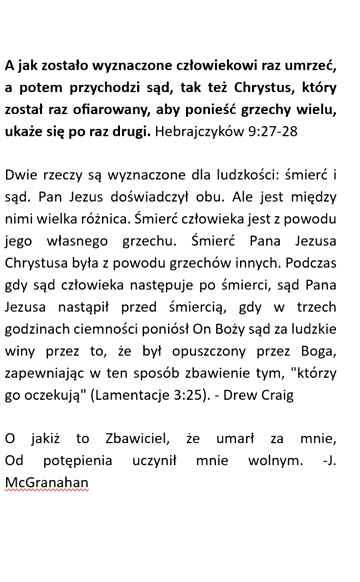 A jak zostało wyznaczone człowiekowi raz umrzeć,
a potem przychodzi sąd, tak też Chrystus, który
został raz ofiarowany, aby ponieść grzechy wielu,
ukaże się po raz drugi. Hebrajczyków 9:27-28
Dwie rzeczy są wyznaczone dla ludzkości: śmierć i
sąd. Pan Jezus doświadczył obu. Ale jest między
nimi wielka różnica. Śmierć człowieka jest z powodu
jego własnego grzechu. Śmierć Pana Jezusa
Chrystusa była z powodu grzechów innych. Podczas
gdy sąd człowieka następuje po śmierci, sąd Pana
Jezusa nastąpił przed śmiercią, gdy w trzech
godzinach ciemności poniósł On Boży sąd za ludzkie
winy przez to, że był opuszczony przez Boga,
zapewniając w ten sposób zbawienie tym, "którzy
go oczekują" (Lamentacje 3:25). - Drew Craig
O jakiż to Zbawiciel, że umarł za mnie,
Od potępienia uczynił mnie wolnym. -J.
McGranahan